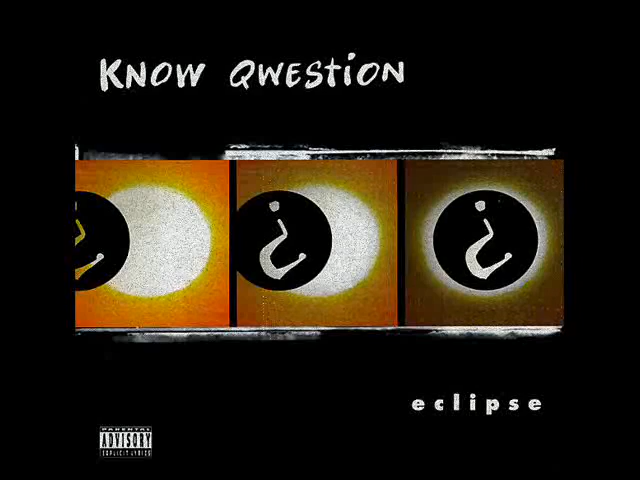 KNOW QWESTiON
¿
¿
¿
eclipse
PARENTAL
ADVISORY
EXPLICIT LYRICS